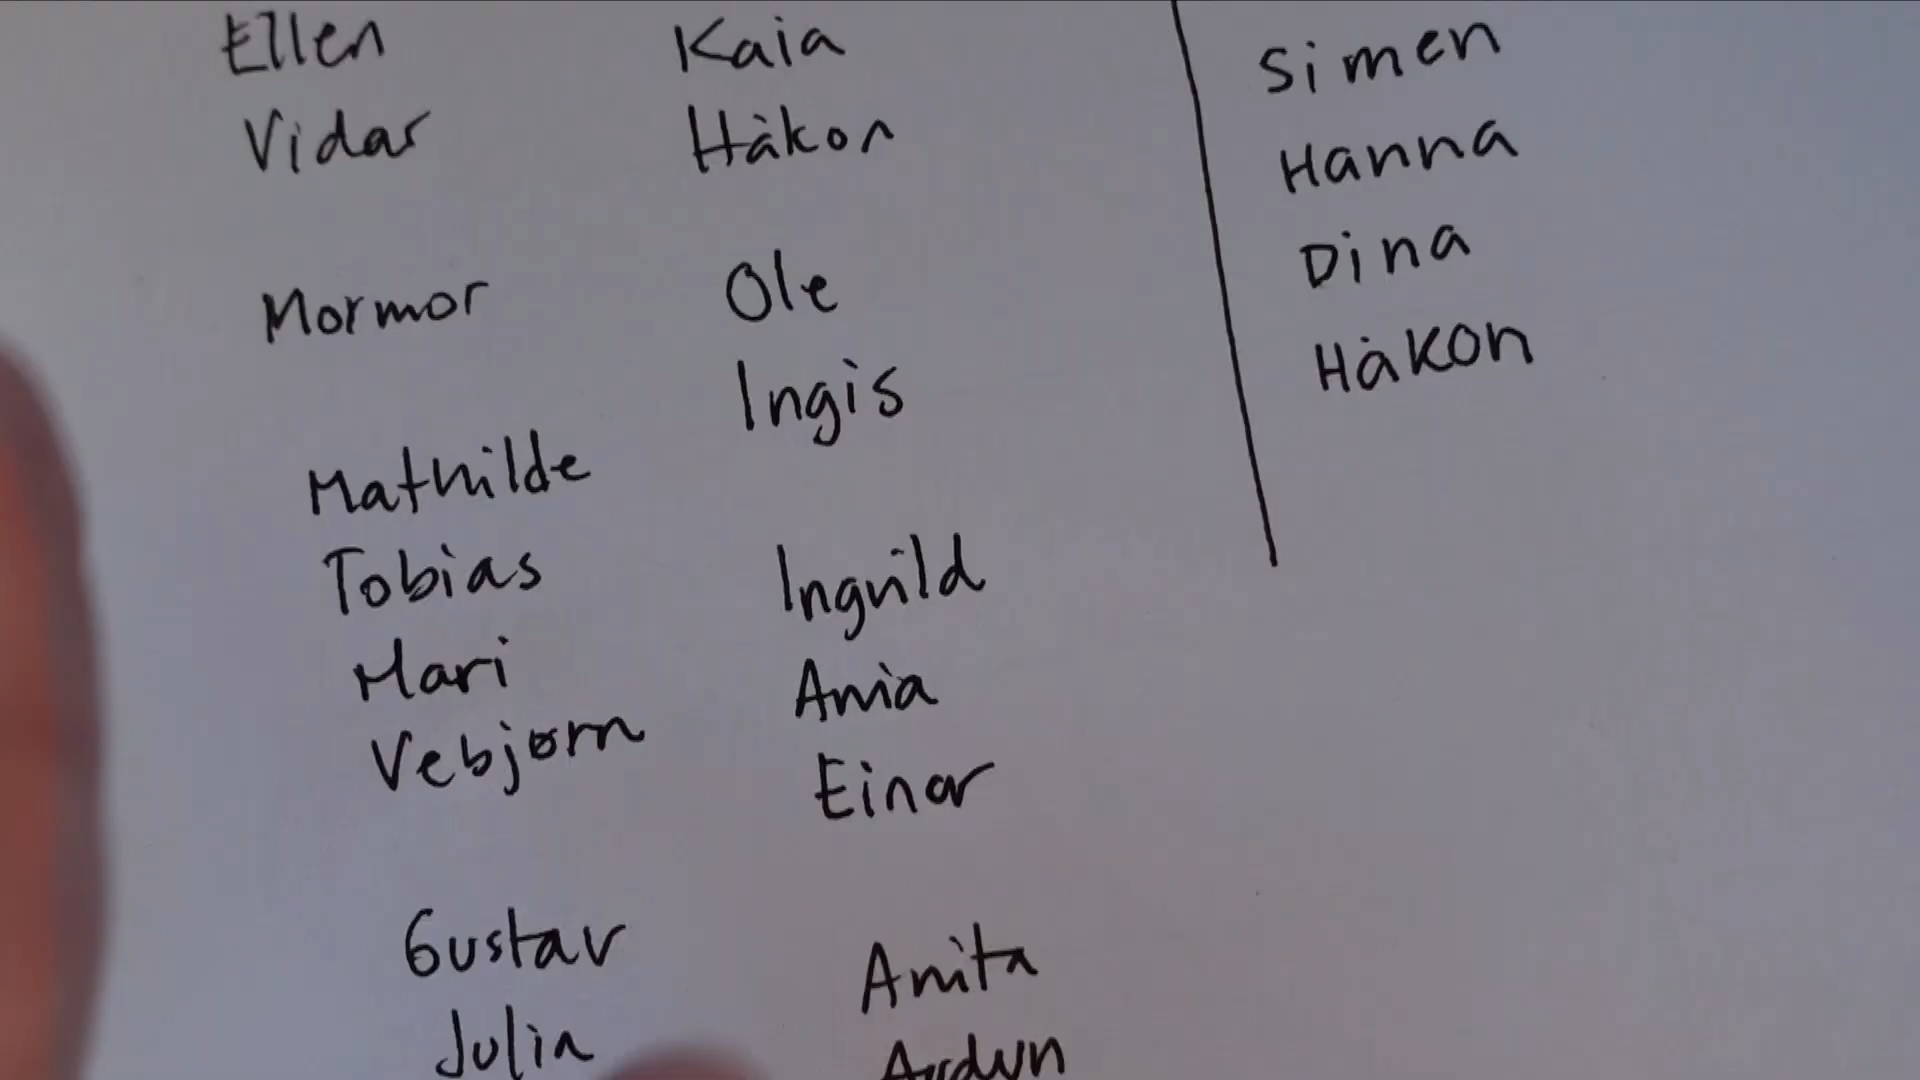 Ellen
Vidar
Mormor
Mathilde
Tobias
Mari
Vebjørn
Gustav
Julia
Kaia
Håkon
Ole
Ingis
Ingvild
Ania
Einar
Anita
Simen
Hanna
Dina
Håkon